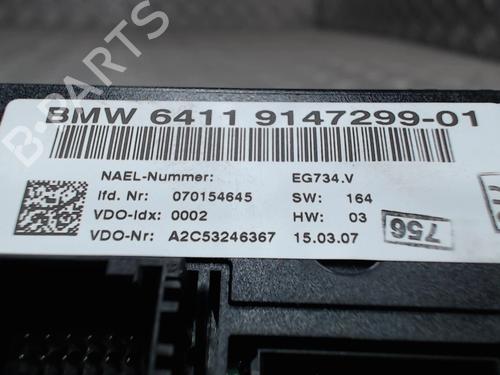 BMW 6411 9147299-01
NAEL-Nummer: EG734.V
lfd. Nr: 070154645 SW: 164
VDO-Idx: 0002 HW: 03
VDO-Nr: A2C53246367 15.03.07
756
B-PARTS